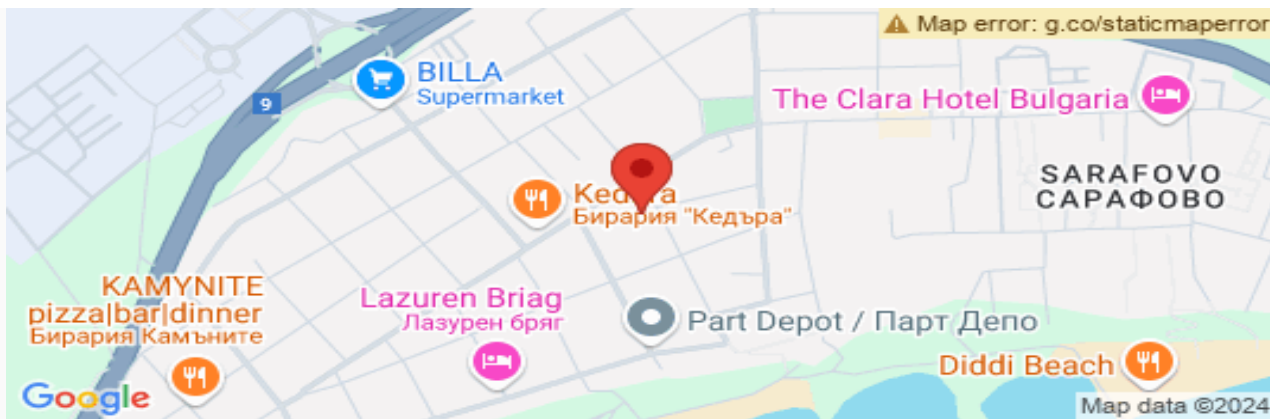 Map error: g.co/staticmaperror
9
BILLA
Supermarket
The Clara Hotel Bulgaria
SARAFOVO
САРАФОВО
Бирария "Кедъра"
KAMYNITE
pizza|bar|dinner
Бирария Камъните
Lazuren Briag
Лазурен бряг
Part Depot / Парт Депо
Diddi Beach
Google
Map data ©2024